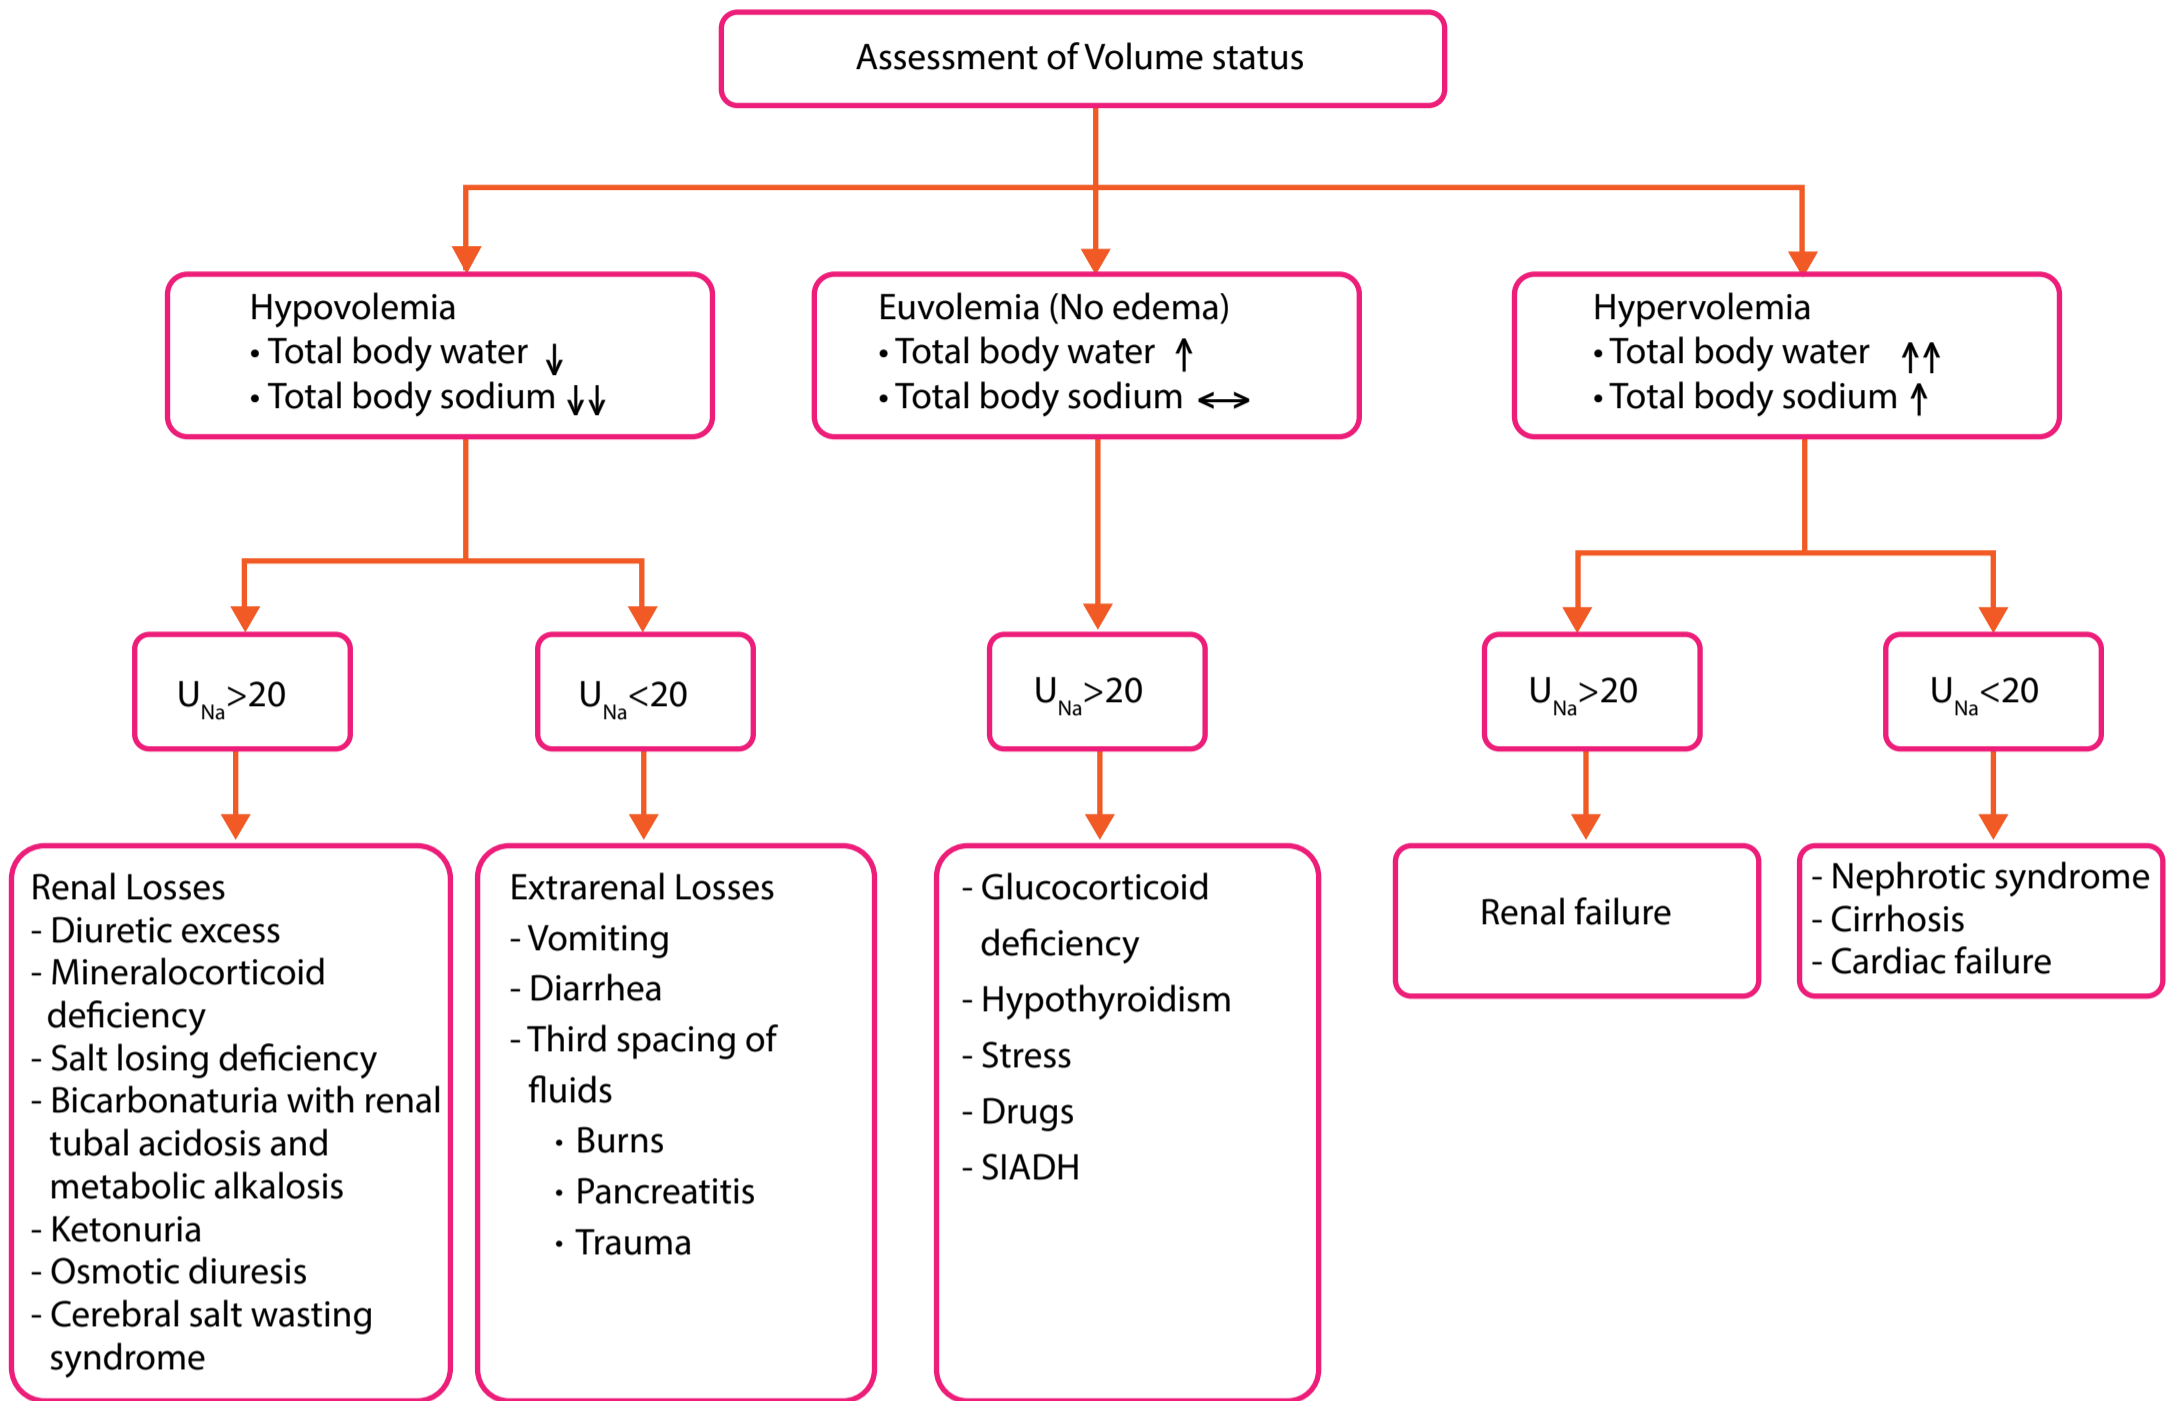 Assessment of Volume status
Hypovolemia
• Total body water ↓
• Total body sodium ↓↓
Euvolemia (No edema)
• Total body water ↑
• Total body sodium ↔
Hypervolemia
• Total body water ↑↑
• Total body sodium ↑
UNa>20
UNa<20
UNa>20
UNa>20
UNa<20
Renal Losses
- Diuretic excess
- Mineralocorticoid
deficiency
- Salt losing deficiency
- Bicarbonaturia with renal
tubal acidosis and
metabolic alkalosis
- Ketonuria
- Osmotic diuresis
- Cerebral salt wasting
syndrome
Extrarenal Losses
- Vomiting
- Diarrhea
- Third spacing of
fluids
• Burns
• Pancreatitis
• Trauma
- Glucocorticoid
deficiency
- Hypothyroidism
- Stress
- Drugs
- SIADH
Renal failure
- Nephrotic syndrome
- Cirrhosis
- Cardiac failure